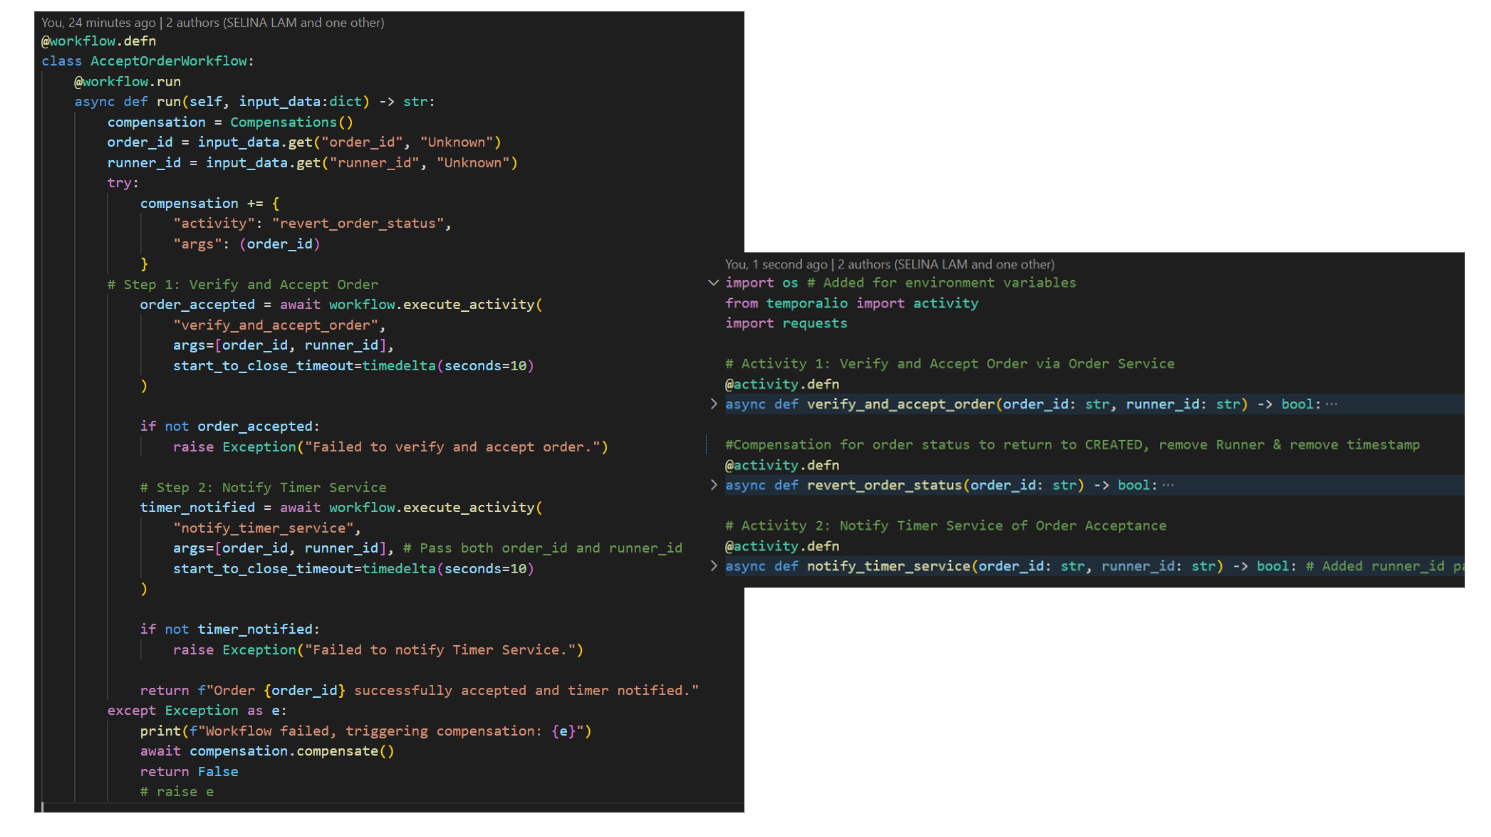 You, 24 minutes ago | 2 authors (SELINA LAM and one other)
@workflow.defn
class AcceptOrderWorkflow:
    @workflow.run
    async def run(self, input_data:dict) -> str:
        compensation = Compensations()
        order_id = input_data.get("order_id", "Unknown")
        runner_id = input_data.get("runner_id", "Unknown")
        try:
            compensation += {
                "activity": "revert_order_status",
                "args": (order_id)
            }
        # Step 1: Verify and Accept Order
            order_accepted = await workflow.execute_activity(
                "verify_and_accept_order",
                args=[order_id, runner_id],
                start_to_close_timeout=timedelta(seconds=10)
            )
            if not order_accepted:
                raise Exception("Failed to verify and accept order.")
            # Step 2: Notify Timer Service
            timer_notified = await workflow.execute_activity(
                "notify_timer_service",
                args=[order_id, runner_id], # Pass both order_id and runner_id
                start_to_close_timeout=timedelta(seconds=10)
            )
            if not timer_notified:
                raise Exception("Failed to notify Timer Service.")
            return f"Order {order_id} successfully accepted and timer notified."
        except Exception as e:
            print(f"Workflow failed, triggering compensation: {e}")
            await compensation.compensate()
            return False
            # raise e
You, 1 second ago | 2 authors (SELINA LAM and one other)
import os # Added for environment variables
from temporalio import activity
import requests
# Activity 1: Verify and Accept Order via Order Service
@activity.defn
async def verify_and_accept_order(order_id: str, runner_id: str) -> bool:···
#Compensation for order status to return to CREATED, remove Runner & remove timestamp
@activity.defn
async def revert_order_status(order_id: str) -> bool:···
# Activity 2: Notify Timer Service of Order Acceptance
@activity.defn
async def notify_timer_service(order_id: str, runner_id: str) -> bool: # Added runner_id